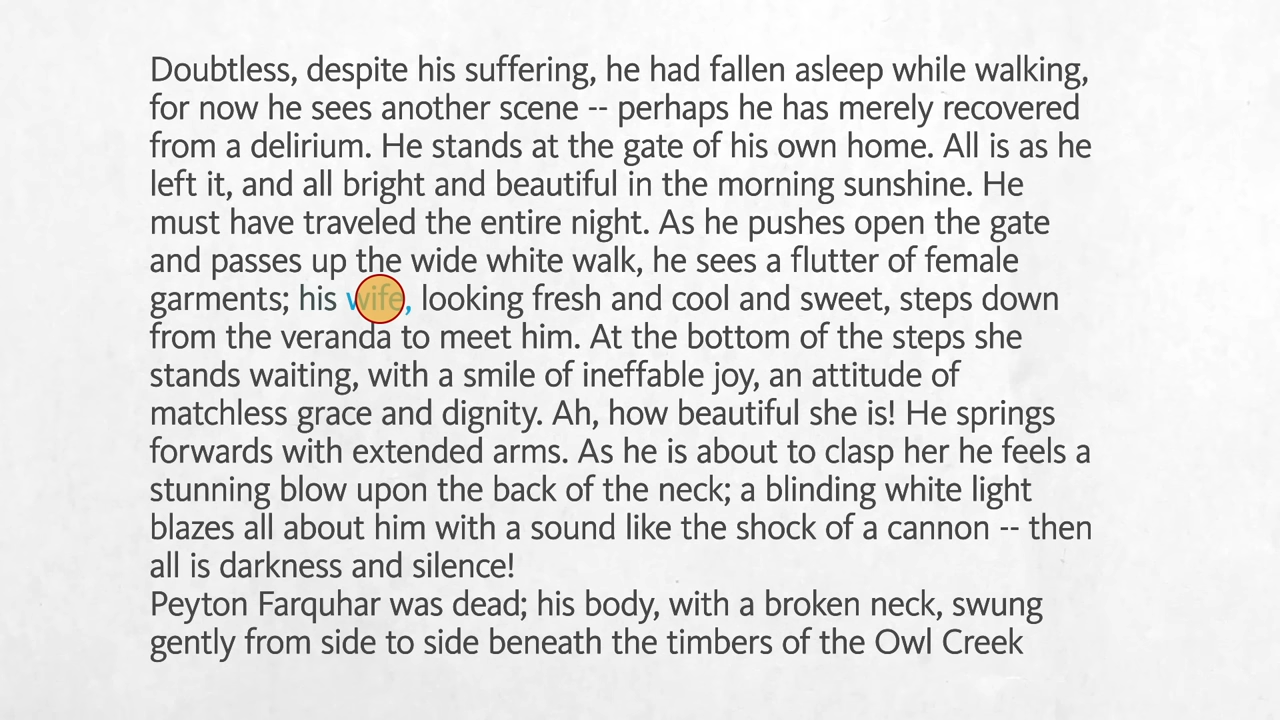 Doubtless, despite his suffering, he had fallen asleep while walking,
for now he sees another scene -- perhaps he has merely recovered
from a delirium. He stands at the gate of his own home. All is as he
left it, and all bright and beautiful in the morning sunshine. He
must have traveled the entire night. As he pushes open the gate
and passes up the wide white walk, he sees a flutter of female
garments; his wife, looking fresh and cool and sweet, steps down
from the veranda to meet him. At the bottom of the steps she
stands waiting, with a smile of ineffable joy, an attitude of
matchless grace and dignity. Ah, how beautiful she is! He springs
forwards with extended arms. As he is about to clasp her he feels a
stunning blow upon the back of the neck; a blinding white light
blazes all about him with a sound like the shock of a cannon -- then
all is darkness and silence!
Peyton Farquhar was dead; his body, with a broken neck, swung
gently from side to side beneath the timbers of the Owl Creek